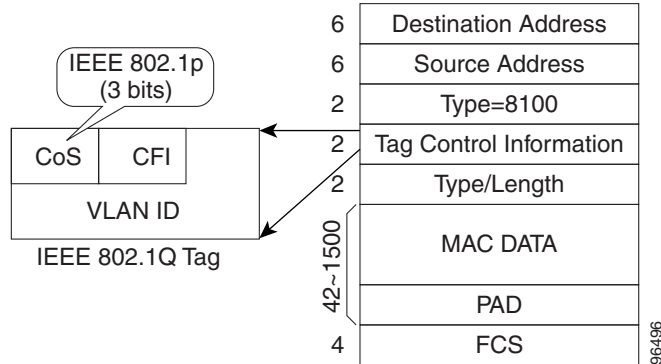 IEEE 802.1p
(3 bits)
CoS
CFI
VLAN ID
IEEE 802.1Q Tag
6 Destination Address
6 Source Address
2 Type=8100
2 Tag Control Information
2 Type/Length
42~1500
MAC DATA
PAD
4 FCS
96496